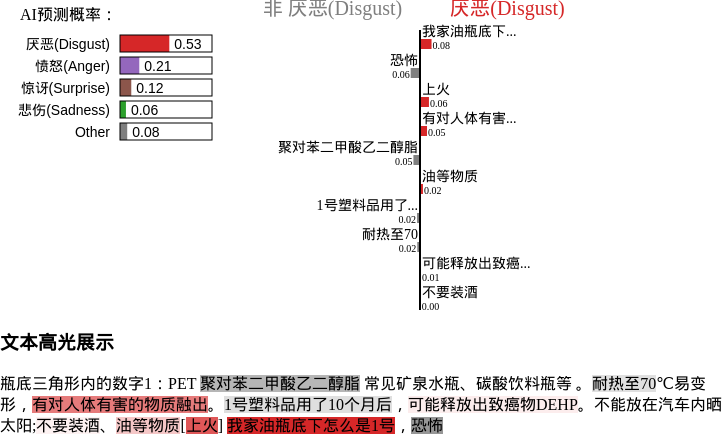 AI预测概率：
厌恶(Disgust) 0.53
愤怒(Anger) 0.21
惊讶(Surprise) 0.12
悲伤(Sadness) 0.06
Other 0.08
非 厌恶(Disgust) 厌恶(Disgust)
我家油瓶底下...
0.08
恐怖
0.06
上火
0.06
有对人体有害...
0.05
聚对苯二甲酸乙二醇脂
0.05
油等物质
0.02
1号塑料品用了...
0.02
耐热至70
0.02
可能释放出致癌...
0.01
不要装酒
0.00
文本高光展示
瓶底三角形内的数字1：PET 聚对苯二甲酸乙二醇脂 常见矿泉水瓶、碳酸饮料瓶等 。耐热至70℃易变
形，有对人体有害的物质融出。1号塑料品用了10个月后，可能释放出致癌物DEHP。不能放在汽车内晒
太阳;不要装酒、油等物质[上火] 我家油瓶底下怎么是1号，恐怖